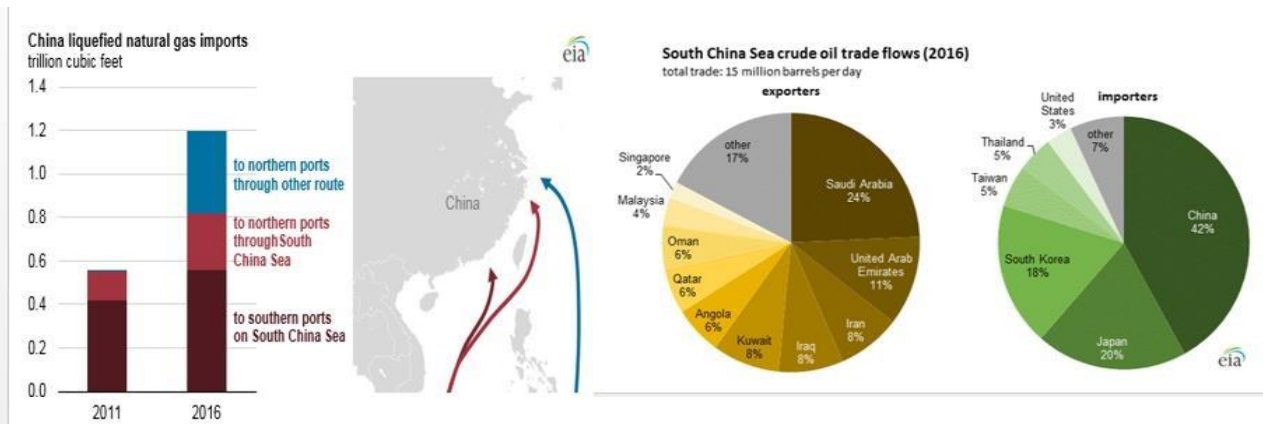 China liquefied natural gas imports
trillion cubic feet
eia
1.4
1.2
1.0
0.8
0.6
0.4
0.2
0.0
2011
2016
to northern ports
through other route
to northern ports
through South
China Sea
to southern ports
on South China Sea
China
South China Sea crude oil trade flows (2016)
total trade: 15 million barrels per day
exporters
other
17%
Saudi Arabia
24%
United Arab
Emirates
11%
Iran
8%
Iraq
8%
Kuwait
8%
Angola
6%
Qatar
6%
Oman
6%
Malaysia
4%
Singapore
2%
importers
United
States
3%
other
7%
China
42%
Japan
20%
South Korea
18%
Taiwan
5%
Thailand
5%
eia